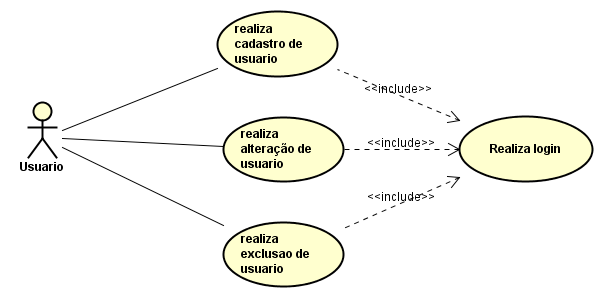 realiza
cadastro de
usuario
<<include>>
Usuario
realiza
alteração de
usuario
<<include>>
Realiza login
realiza
exclusao de
usuario
<<include>>